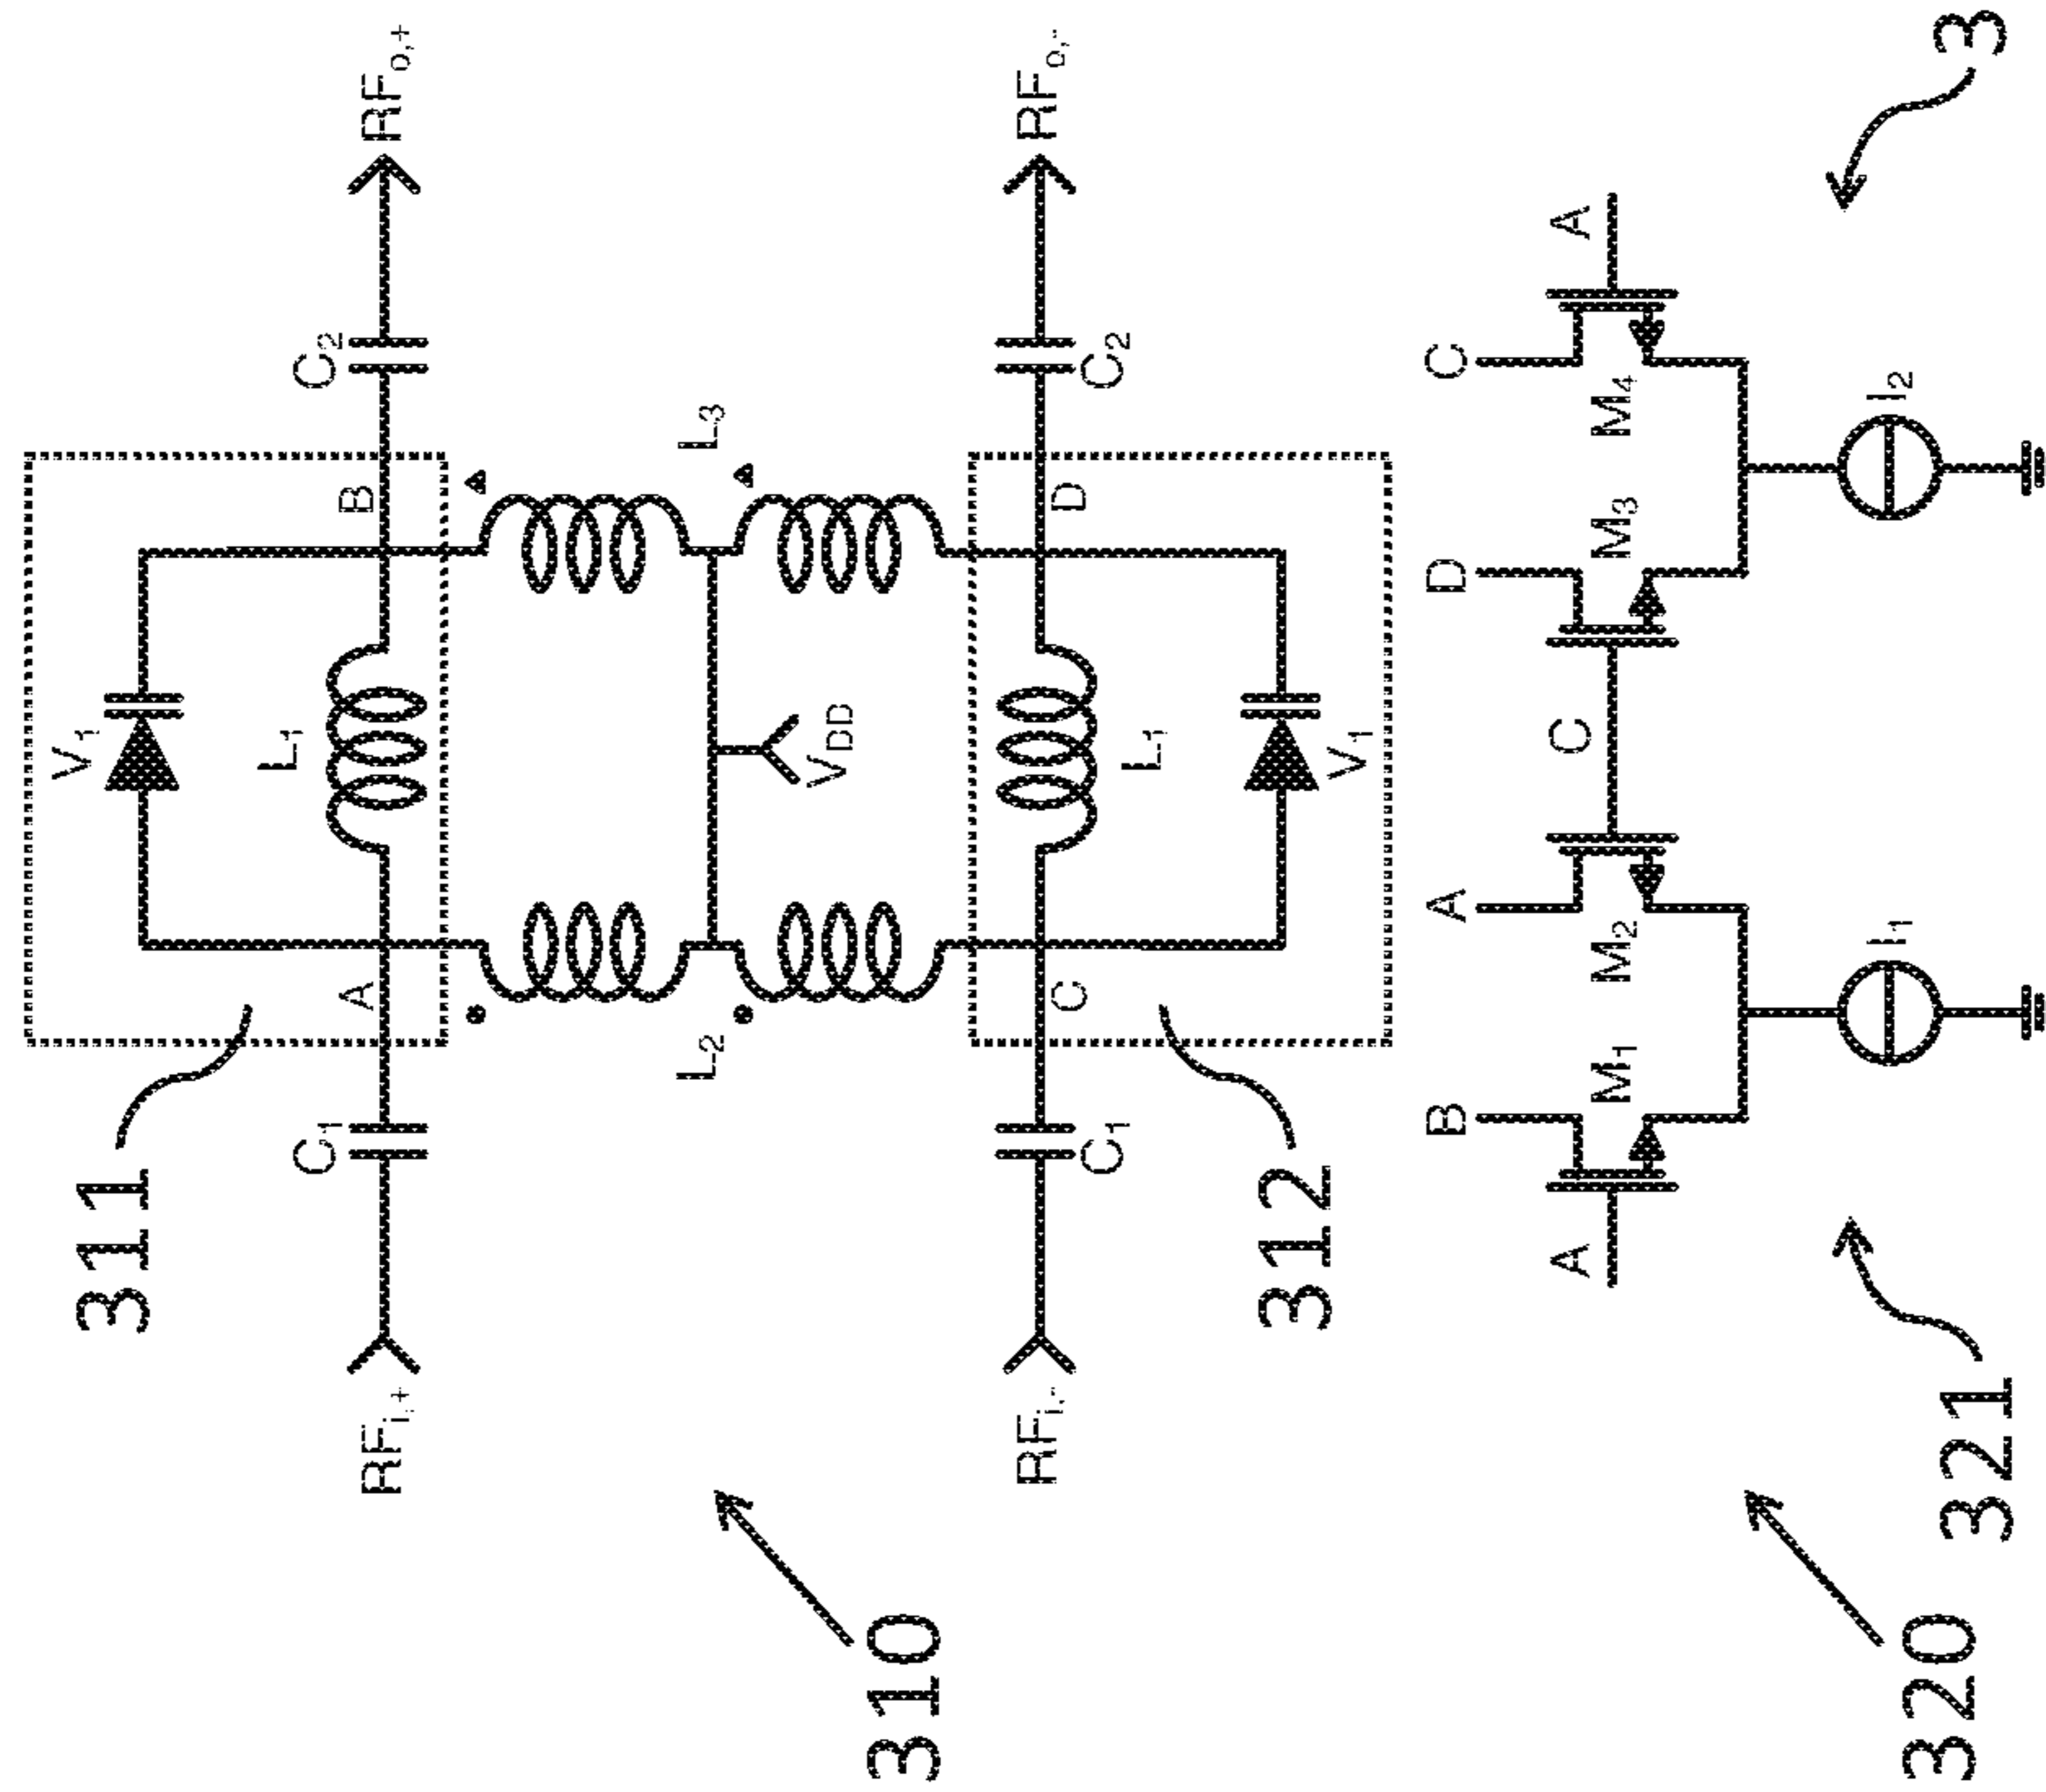 311
V₁
L₁
A
B
C₁
C₂
RFᵢ,₊
RFₒ,₊
L₂
L₃
V_DD
310
RFᵢ,₋
RFₒ,₋
C₁
C₂
C
D
L₁
V₁
312
B
A
D
C
A
C
A
M₁
M₂
M₃
M₄
I₁
I₂
321
320
3